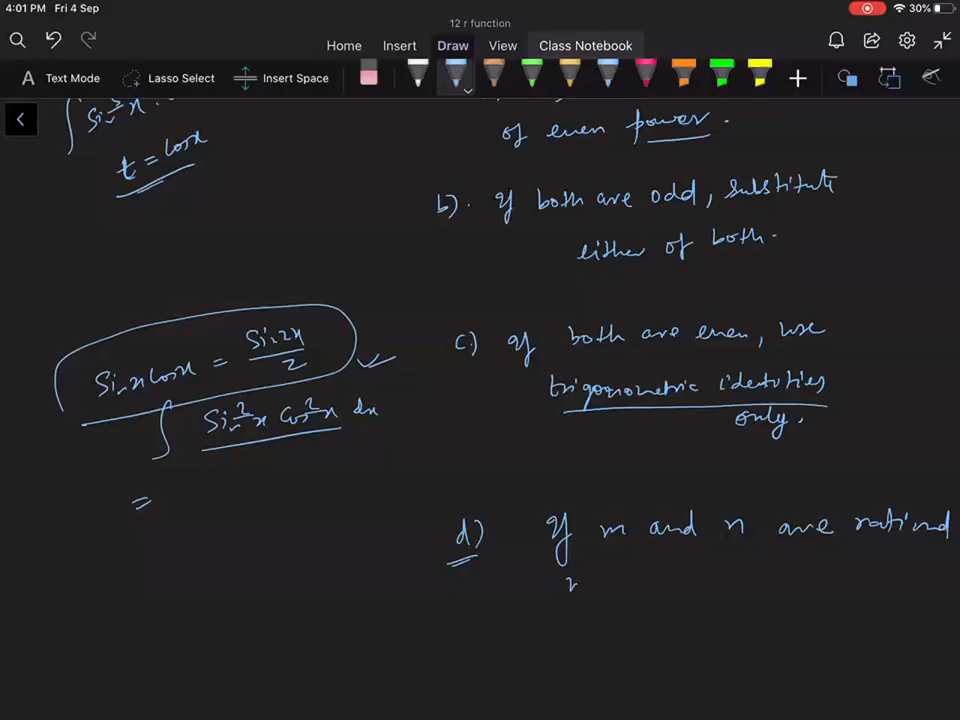 4:01 PM Fri 4 Sep
30%
12 r function
Home Insert Draw View Class Notebook
Text Mode Lasso Select Insert Space
∫ Sin³x
t = cosx
of even power.
b). If both are odd, substitute
either of both.
Sinx cosx = Sin2x/2
∫ Sin²x Cos²x dx
=
c.) If both are even, use
trigonometric identities
only.
d) If m and n are rational